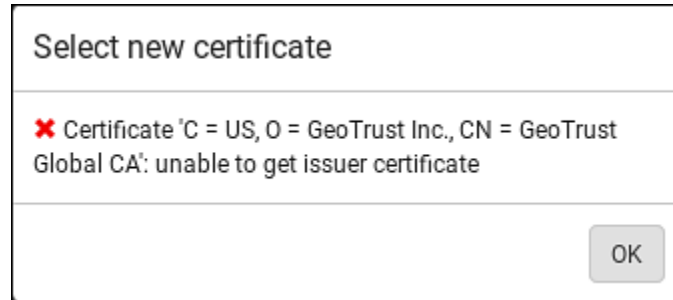 Select new certificate
✖ Certificate 'C = US, O = GeoTrust Inc., CN = GeoTrust
Global CA': unable to get issuer certificate
OK